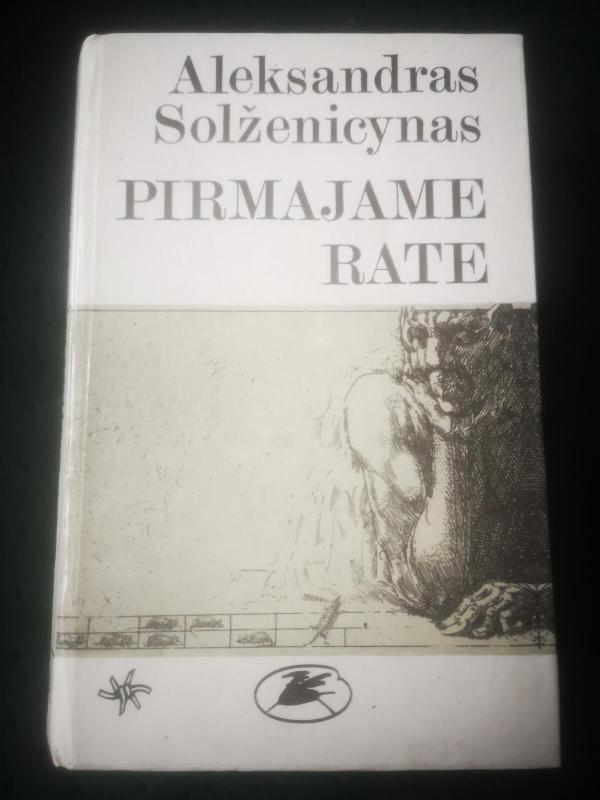 Aleksandras
Solženicynas
PIRMAJAME
RATE